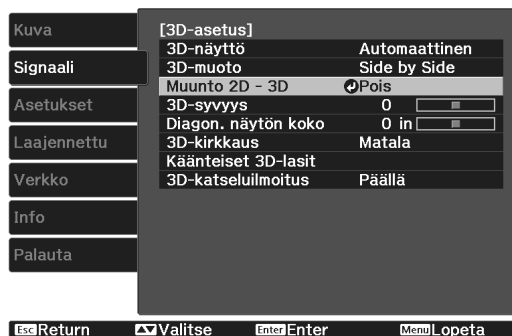 Kuva
Signaali
Asetukset
Laajennettu
Verkko
Info
Palauta
[3D-asetus]
3D-näyttö Automaattinen
3D-muoto Side by Side
Muunto 2D - 3D Pois
3D-syvyys 0
Diagon. näytön koko 0 in
3D-kirkkaus Matala
Käänteiset 3D-lasit
3D-katseluilmoitus Päällä
Esc Return Valitse Enter Enter Menu Lopeta